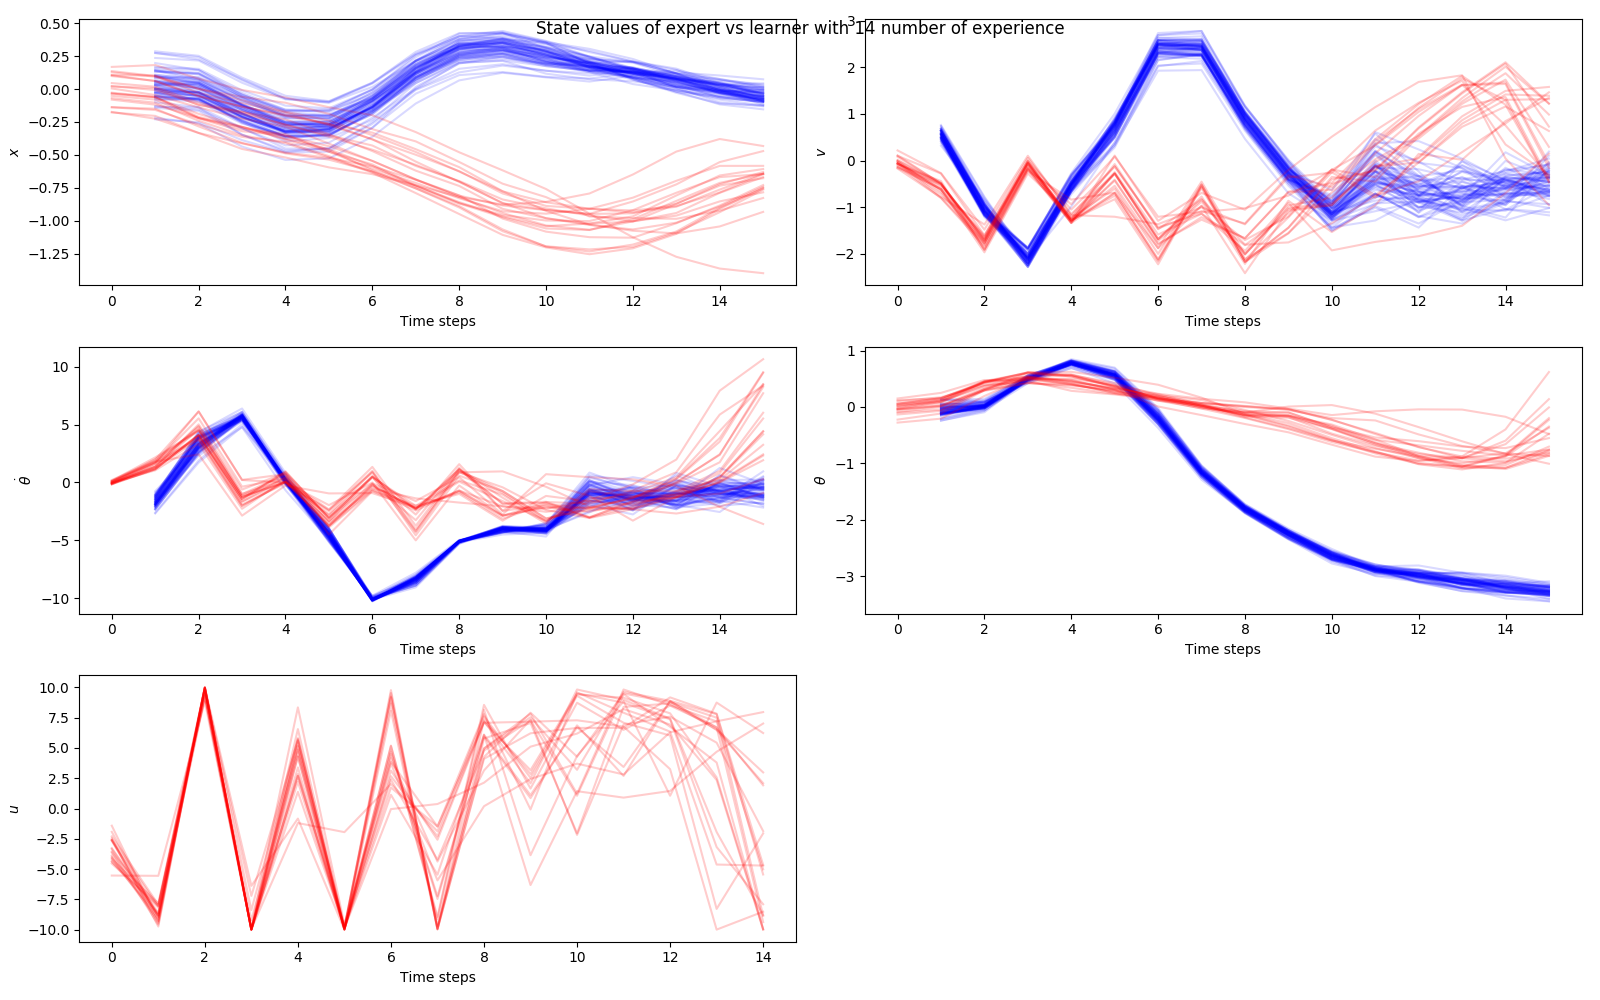 State values of expert vs learner with 14 number of experience
0.50
0.25
0.00
−0.25
−0.50
−0.75
−1.00
−1.25
x
0 2 4 6 8 10 12 14
Time steps
3
2
1
0
−1
−2
v
0 2 4 6 8 10 12 14
Time steps
10
5
0
−5
−10
θ̇
0 2 4 6 8 10 12 14
Time steps
1
0
−1
−2
−3
θ
0 2 4 6 8 10 12 14
Time steps
10.0
7.5
5.0
2.5
0.0
−2.5
−5.0
−7.5
−10.0
u
0 2 4 6 8 10 12 14
Time steps